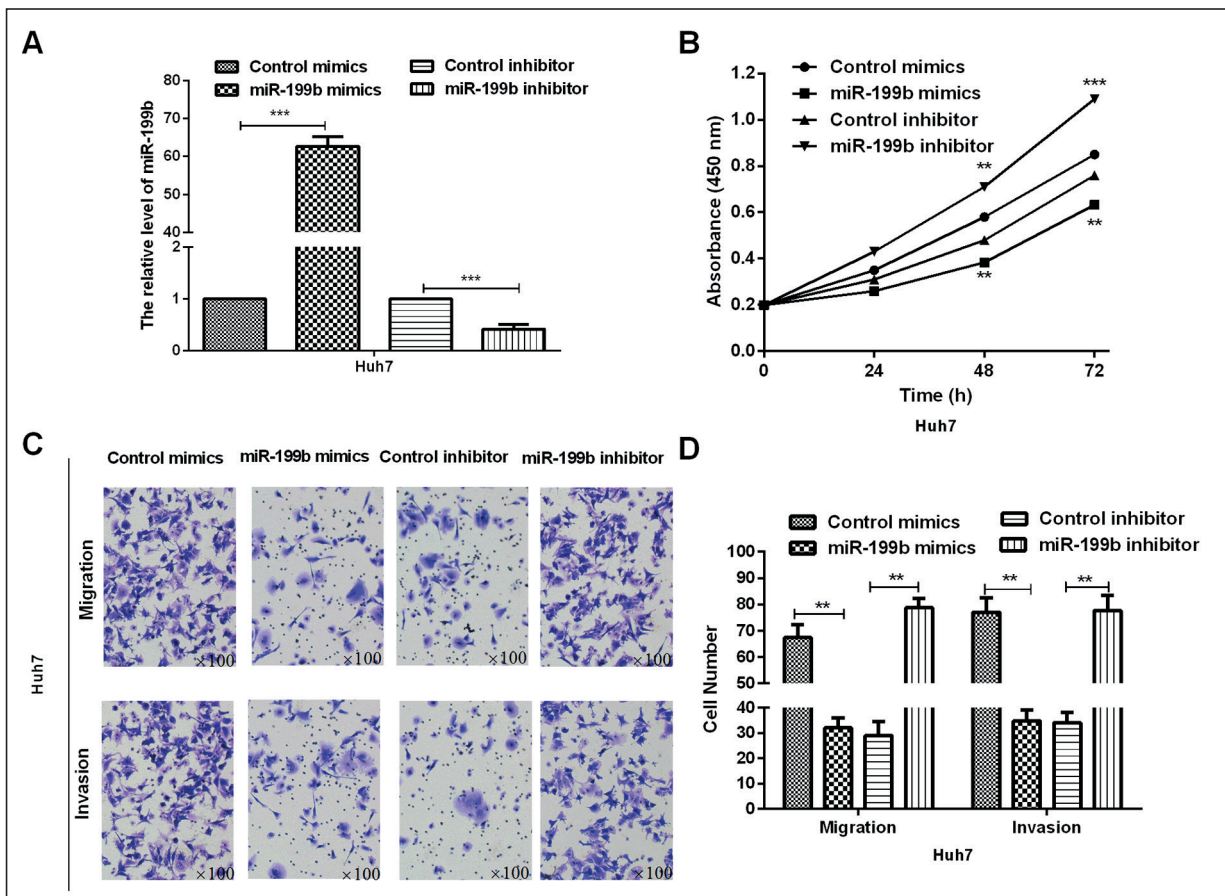 A
Control mimics
miR-199b mimics
Control inhibitor
miR-199b inhibitor
The relative level of miR-199b
80
70
60
50
40
2
1
0
***
***
Huh7
B
Control mimics
miR-199b mimics
Control inhibitor
miR-199b inhibitor
Absorbance (450 nm)
1.2
1.0
0.8
0.6
0.4
0.2
0.0
***
**
**
**
0 24 48 72
Time (h)
Huh7
C
Control mimics miR-199b mimics Control inhibitor miR-199b inhibitor
Huh7
Migration
×100 ×100 ×100 ×100
Invasion
×100 ×100 ×100 ×100
D
Control mimics
miR-199b mimics
Control inhibitor
miR-199b inhibitor
Cell Number
100
90
80
70
60
50
40
30
20
10
0
** ** ** **
Migration Invasion
Huh7